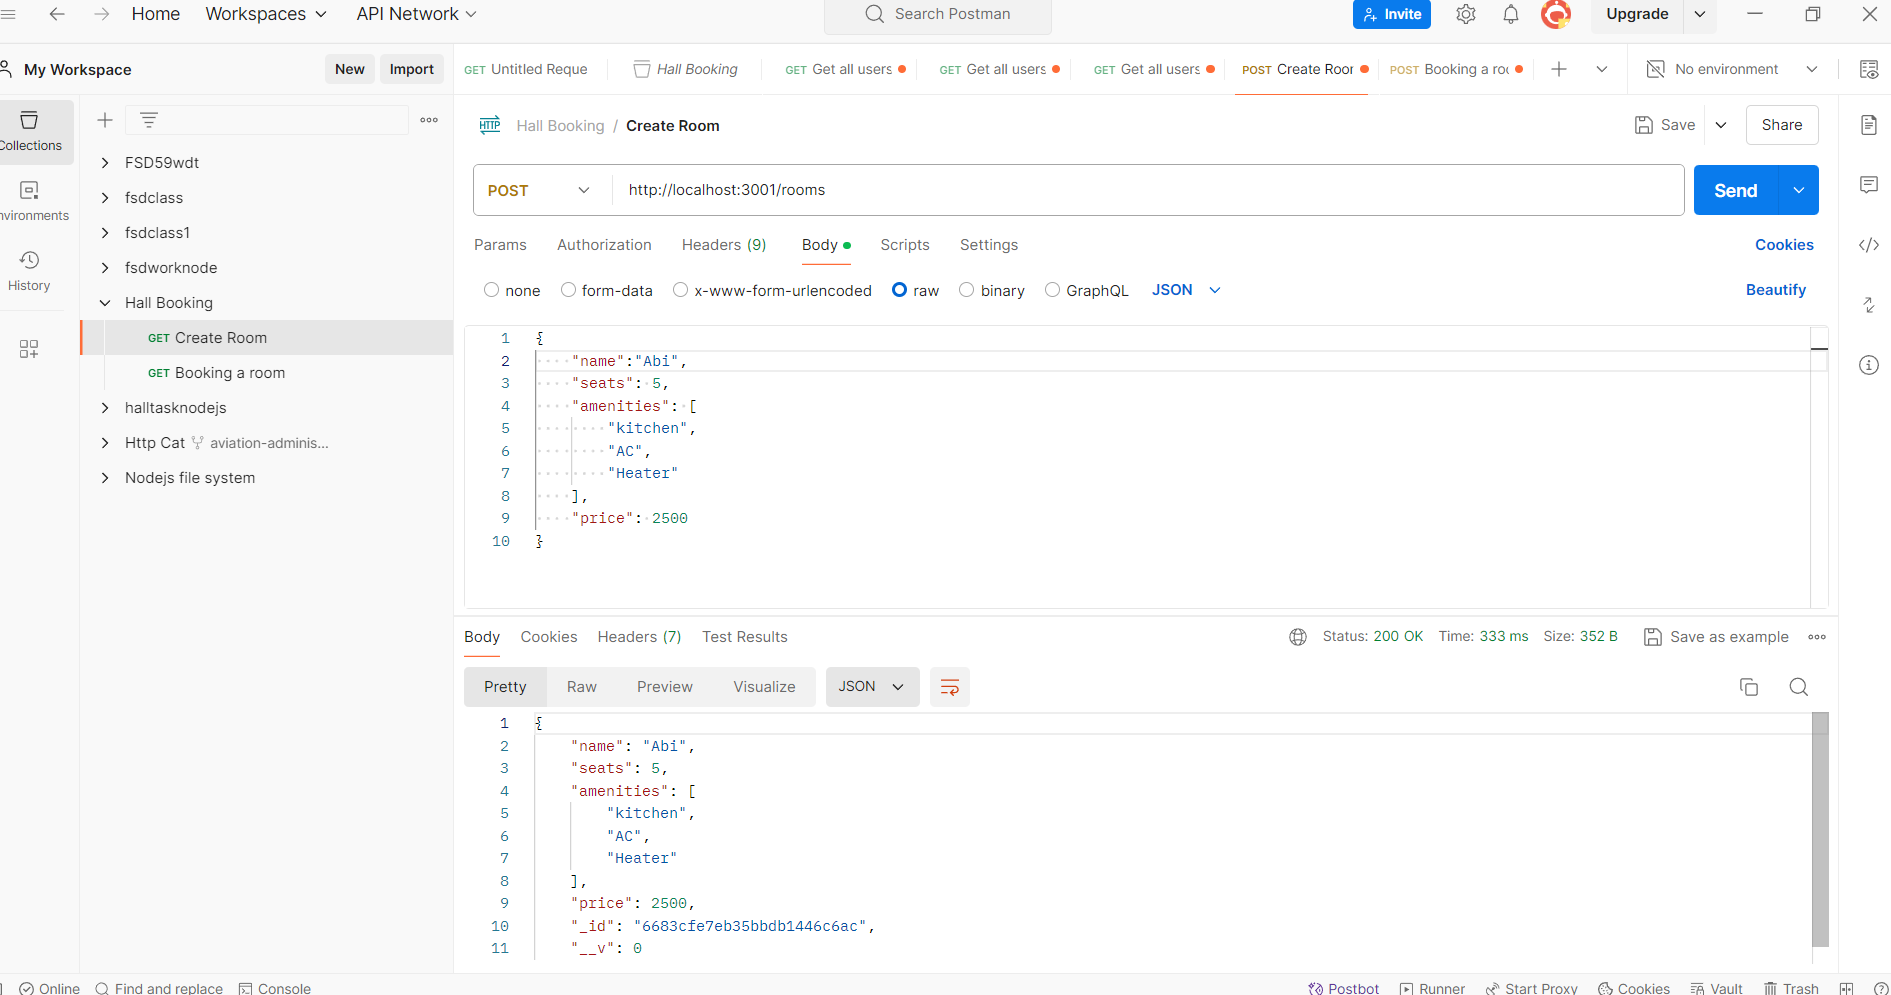 Home Workspaces API Network Search Postman Invite Upgrade
My Workspace New Import GET Untitled Reque Hall Booking GET Get all users GET Get all users GET Get all users POST Create Roor POST Booking a roo No environment
Collections
nvironments
History
FSD59wdt
fsdclass
fsdclass1
fsdworknode
Hall Booking
GET Create Room
GET Booking a room
halltasknodejs
Http Cat aviation-adminis...
Nodejs file system
HTTP Hall Booking / Create Room Save Share
POST http://localhost:3001/rooms Send
Params Authorization Headers (9) Body Scripts Settings Cookies
none form-data x-www-form-urlencoded raw binary GraphQL JSON Beautify
1 {
2 "name":"Abi",
3 "seats": 5,
4 "amenities": [
5 "kitchen",
6 "AC",
7 "Heater"
8 ],
9 "price": 2500
10 }
Body Cookies Headers (7) Test Results Status: 200 OK Time: 333 ms Size: 352 B Save as example
Pretty Raw Preview Visualize JSON
1 {
2 "name": "Abi",
3 "seats": 5,
4 "amenities": [
5 "kitchen",
6 "AC",
7 "Heater"
8 ],
9 "price": 2500,
10 "_id": "6683cfe7eb35bbdb1446c6ac",
11 "__v": 0
Online Find and replace Console Postbot Runner Start Proxy Cookies Vault Trash